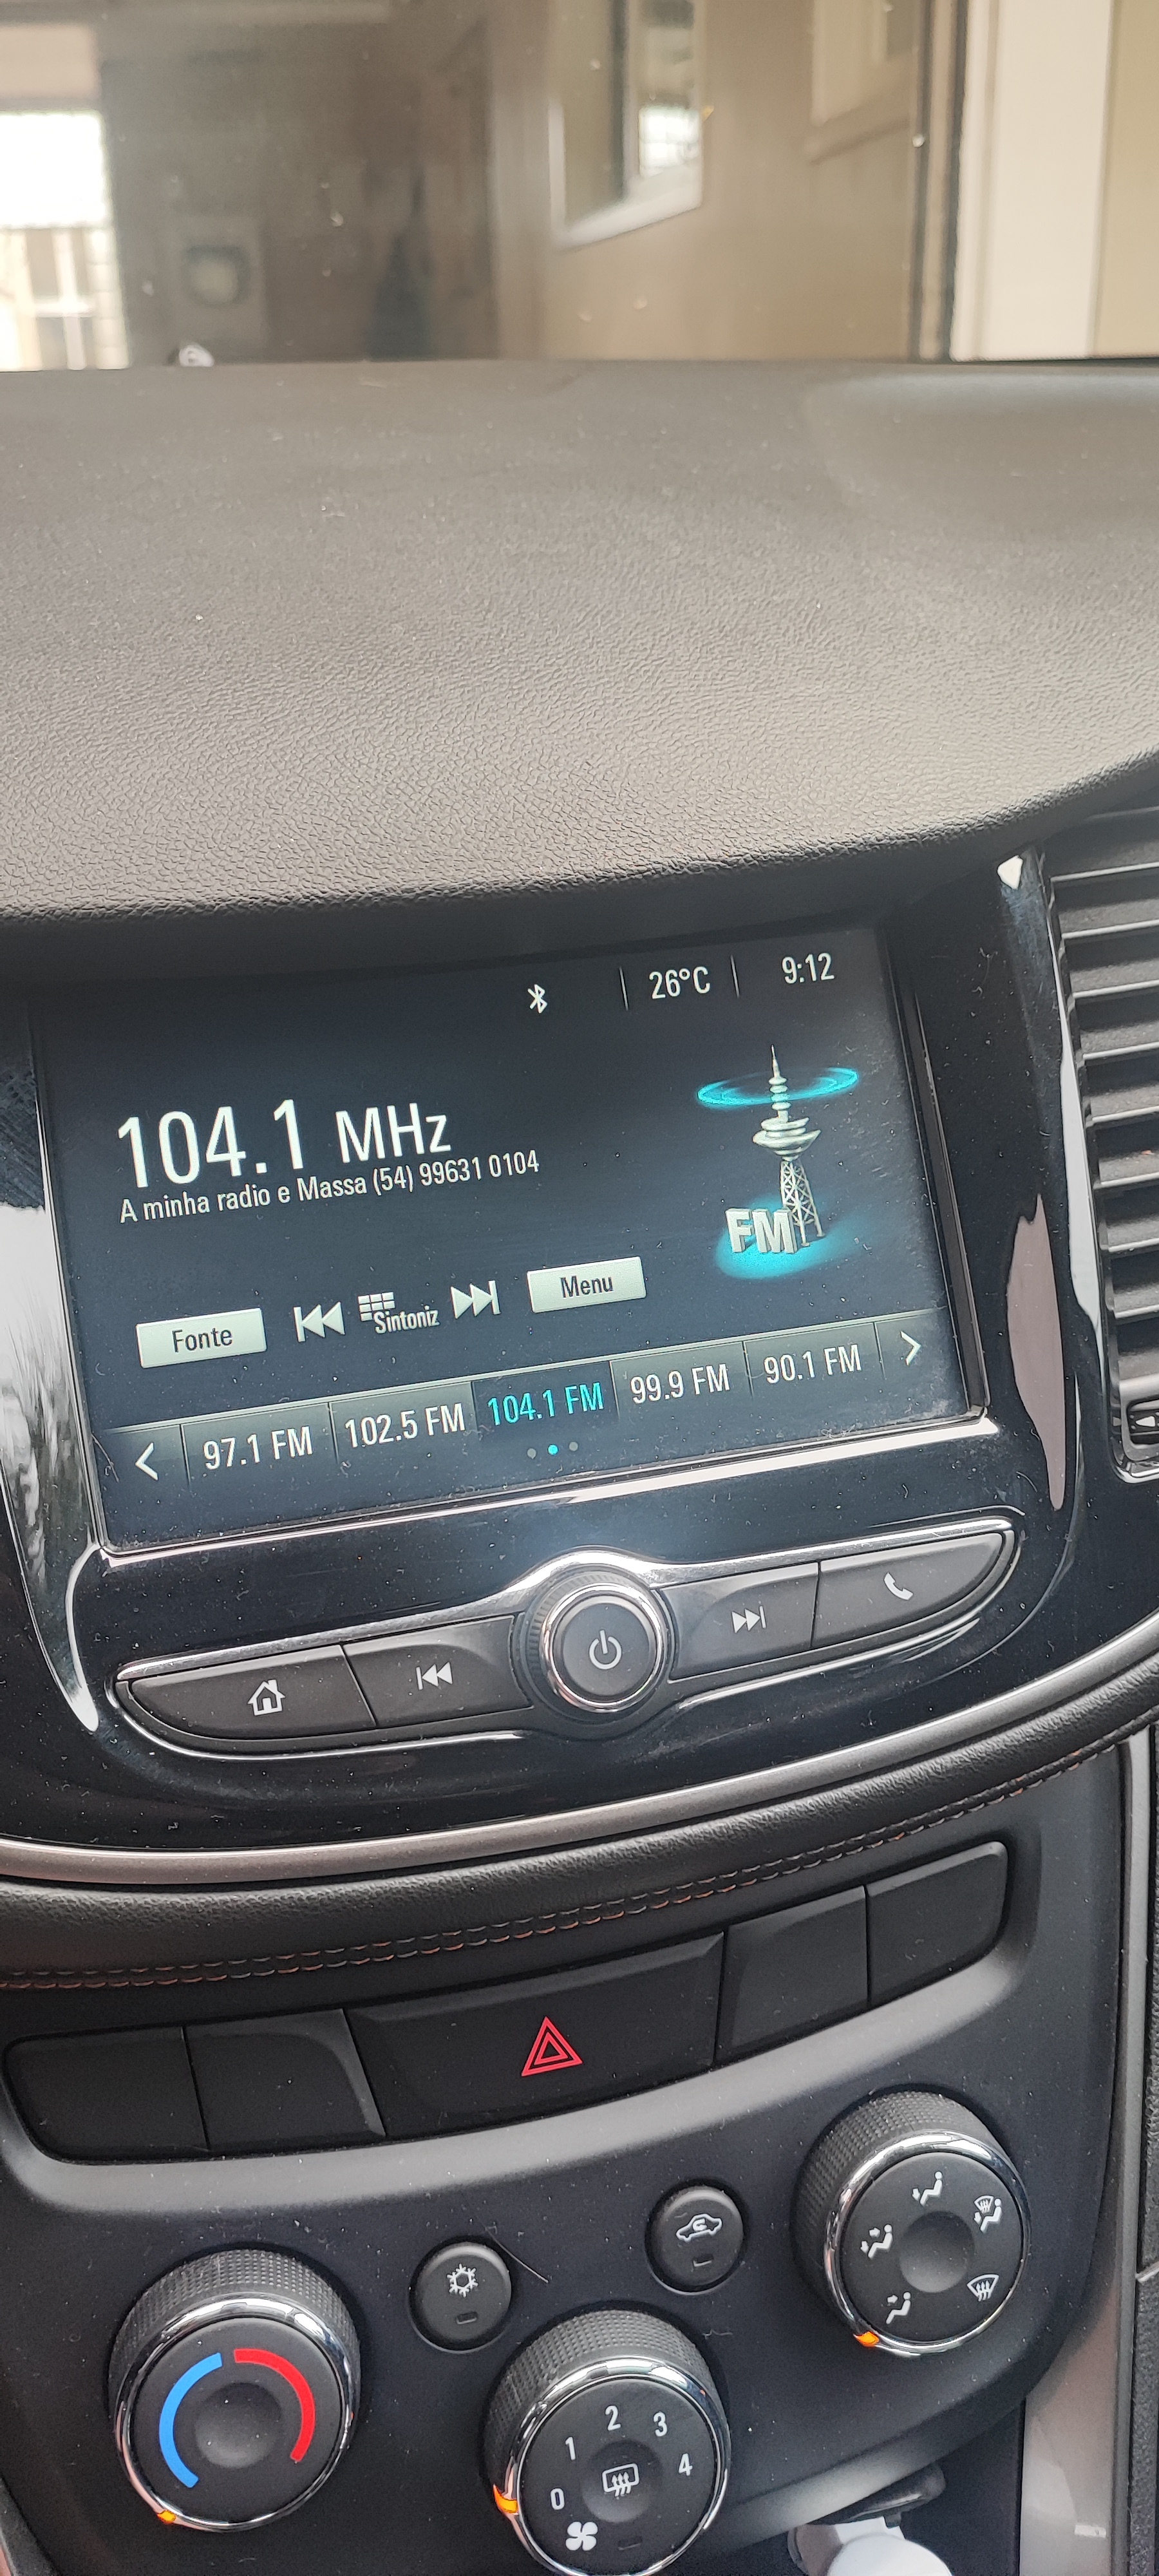 26°C 9:12
104.1 MHz
A minha radio e Massa (54) 99631 0104
FM
Fonte Sintoniz Menu
97.1 FM 102.5 FM 104.1 FM 99.9 FM 90.1 FM
0 1 2 3 4